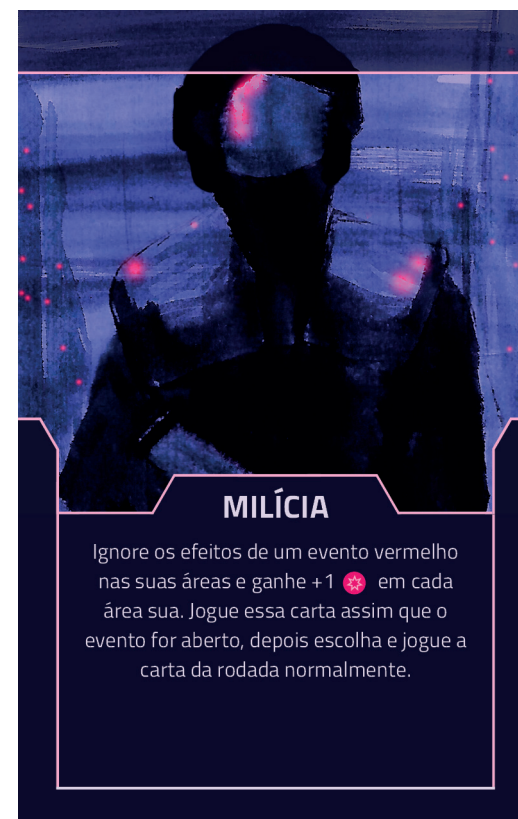 MILÍCIA
Ignore os efeitos de um evento vermelho
nas suas áreas e ganhe +1 em cada
área sua. Jogue essa carta assim que o
evento for aberto, depois escolha e jogue a
carta da rodada normalmente.